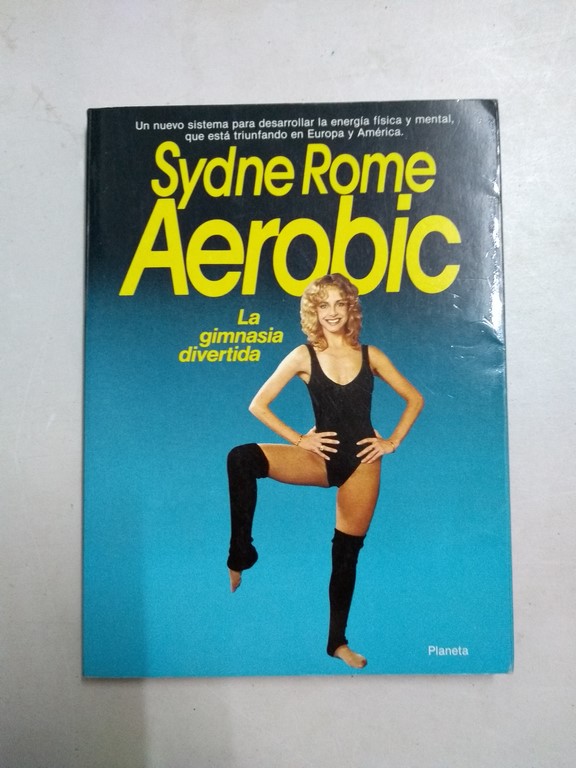 Un nuevo sistema para desarrollar la energía física y mental,
que está triunfando en Europa y América.
Sydne Rome
Aerobic
La
gimnasia
divertida
Planeta